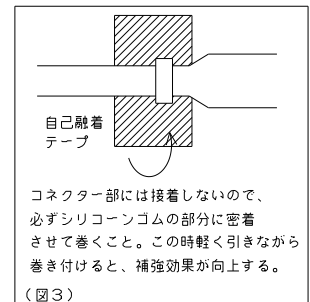 自己融着
テープ
コネクター部には接着しないので、
必ずシリコーンゴムの部分に密着
させて巻くこと。この時軽く引きながら
巻き付けると、補強効果が向上する。
(図3)